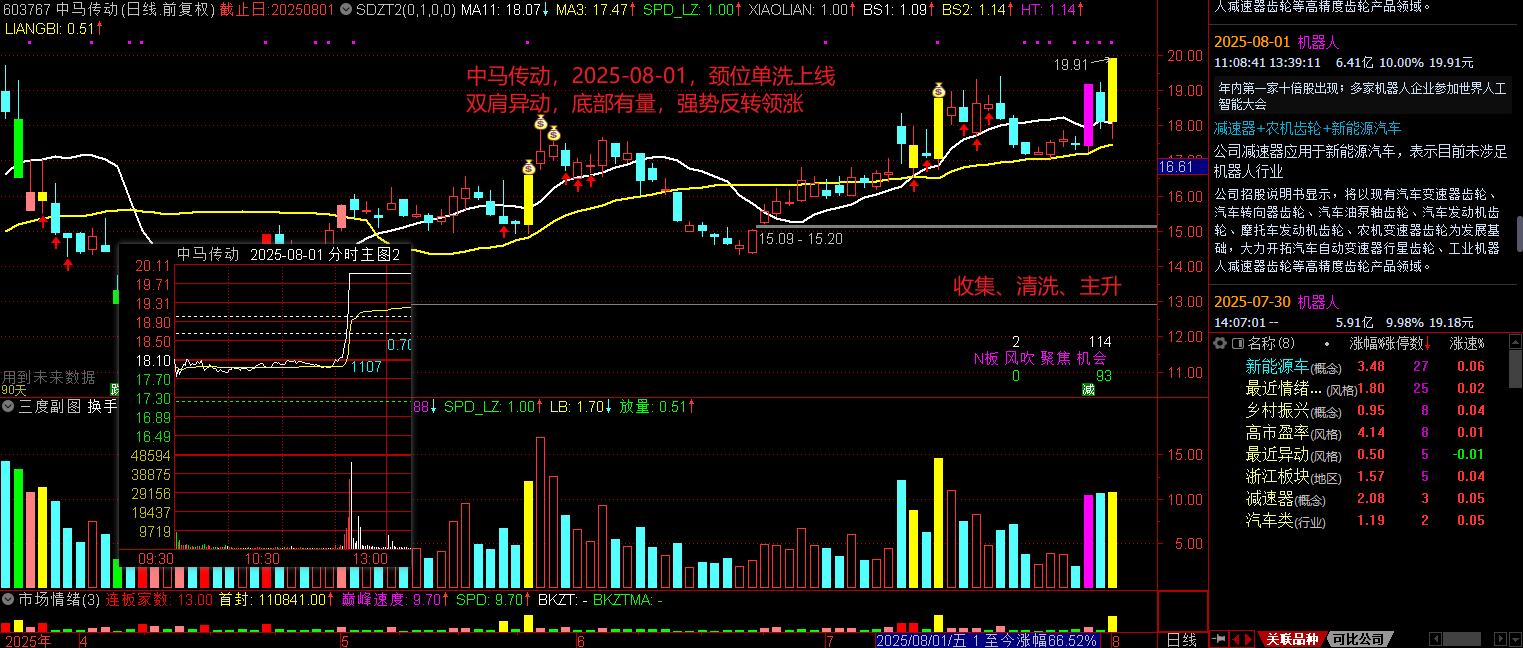 603767 中马传动(日线.前复权) 截止日:20250801 SDZT2(0,1,0,0) MA11: 18.07↓ MA3: 17.47↑ SPD_LZ: 1.00↑ XIAOLIAN: 1.00↑ BS1: 1.09↑ BS2: 1.14↑ HT: 1.14↑
LIANGBI: 0.51↑
中马传动，2025-08-01，颈位单洗上线
双肩异动，底部有量，强势反转领涨
19.91
20.00
19.00
18.00
16.61
16.00
15.00
14.00
13.00
12.00
11.00
15.09 - 15.20
收集、清洗、主升
2 114
N板 风吹 聚焦 机会
0 93
减
用到未来数据
90天
中马传动 2025-08-01 分时主图2
20.11
19.71
19.31
18.90
18.50
18.10
17.70
17.30
16.89
16.49
48594
38875
29156
19437
9719
0.70
1107
09:30 10:30 13:00
三度副图 换手
88↓ SPD_LZ: 1.00↑ LB: 1.70↓ 放量: 0.51↑
15.00
10.00
5.00
市场情绪(3) 连板家数: 13.00 首封: 110841.00↑ 巅峰速度: 9.70↑ SPD: 9.70↑ BKZT: - BKZTMA: -
2025年 4 5 6 7 2025/08/01/五 1 至今涨幅66.52% 8 日线
人减速器齿轮等高精度齿轮产品领域。
2025-08-01 机器人
11:08:41 13:39:11 6.41亿 10.00% 19.91元
年内第一家十倍股出现；多家机器人企业参加世界人工
智能大会
减速器+农机齿轮+新能源汽车
公司减速器应用于新能源汽车，表示目前未涉足
机器人行业
公司招股说明书显示，将以现有汽车变速器齿轮、
汽车转向器齿轮、汽车油泵轴齿轮、汽车发动机齿
轮、摩托车发动机齿轮、农机变速器齿轮为发展基
础，大力开拓汽车自动变速器行星齿轮、工业机器
人减速器齿轮等高精度齿轮产品领域。
2025-07-30 机器人
14:07:01 -- 5.91亿 9.98% 19.18元
名称(8) 涨幅% 涨停数↓ 涨速%
新能源车(概念) 3.48 27 0.06
最近情绪...(风格) 1.80 25 0.02
乡村振兴(概念) 0.95 8 0.04
高市盈率(风格) 4.14 8 0.01
最近异动(风格) 0.50 5 -0.01
浙江板块(地区) 1.57 5 0.04
减速器(概念) 2.08 3 0.05
汽车类(行业) 1.19 2 0.05
关联品种 可比公司